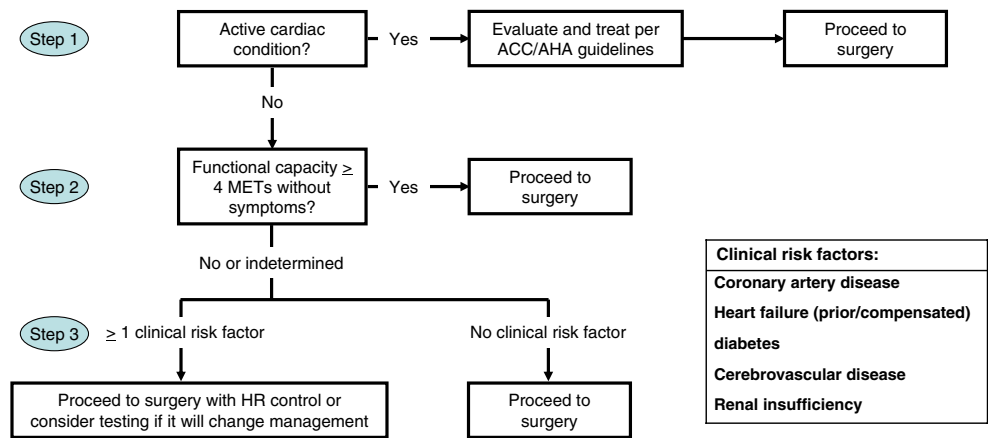 Step 1
Active cardiac
condition?
Yes
Evaluate and treat per
ACC/AHA guidelines
Proceed to
surgery
No
Step 2
Functional capacity ≥
4 METs without
symptoms?
Yes
Proceed to
surgery
No or indetermined
Step 3
≥ 1 clinical risk factor
No clinical risk factor
Proceed to surgery with HR control or
consider testing if it will change management
Proceed to
surgery
Clinical risk factors:
Coronary artery disease
Heart failure (prior/compensated)
diabetes
Cerebrovascular disease
Renal insufficiency